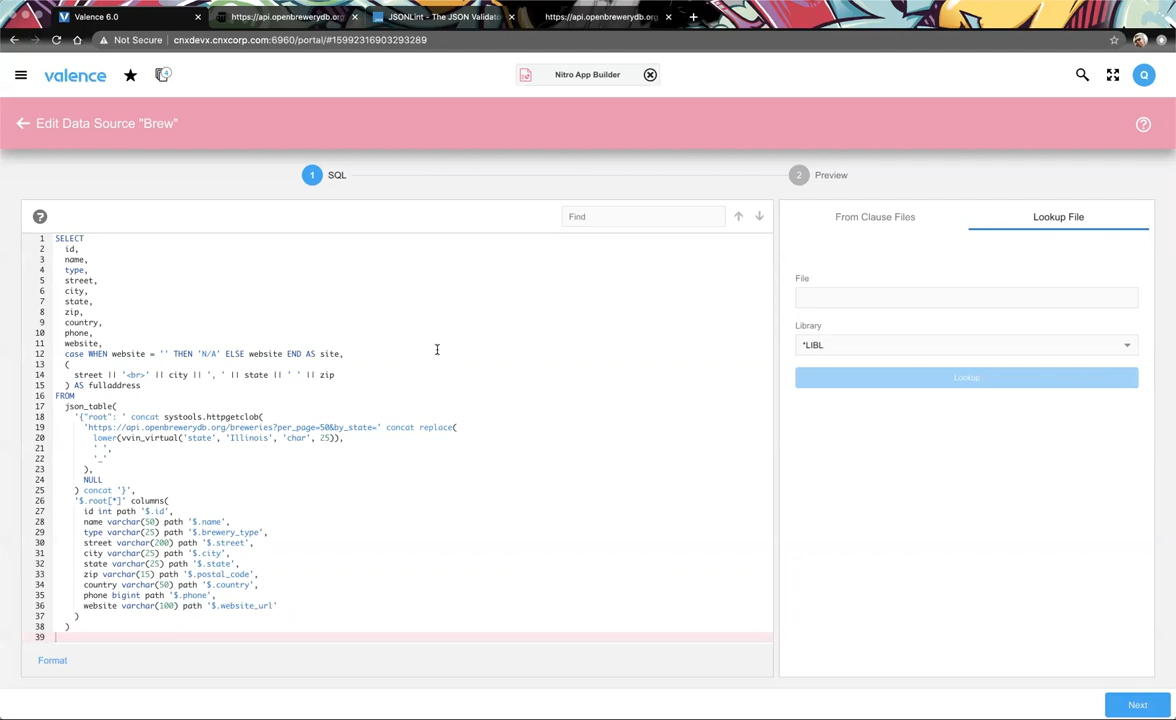 Valence 6.0
https://api.openbrewerydb.org
JSONLint - The JSON Validato
https://api.openbrewerydb.org
Not Secure
cnxdevx.cnxcorp.com:6960/portal/#15992316903293289
valence
4
Nitro App Builder
Q
Edit Data Source "Brew"
?
1 SQL
2 Preview
?
Find
From Clause Files
Lookup File
1 SELECT
2 id,
3 name,
4 type,
5 street,
6 city,
7 state,
8 zip,
9 country,
10 phone,
11 website,
12 case WHEN website = '' THEN 'N/A' ELSE website END AS site,
13 (
14 street || '<br>' || city || ', ' || state || ' ' || zip
15 ) AS fulladdress
16 FROM
17 json_table(
18 '{"root": ' concat systools.httpgetclob(
19 'https://api.openbrewerydb.org/breweries?per_page=50&by_state=' concat replace(
20 lower(vvin_virtual('state', 'Illinois', 'char', 25)),
21 ' ',
22 '_'
23 ),
24 NULL
25 ) concat '}',
26 '$.root[*]' columns(
27 id int path '$.id',
28 name varchar(50) path '$.name',
29 type varchar(25) path '$.brewery_type',
30 street varchar(200) path '$.street',
31 city varchar(25) path '$.city',
32 state varchar(25) path '$.state',
33 zip varchar(15) path '$.postal_code',
34 country varchar(50) path '$.country',
35 phone bigint path '$.phone',
36 website varchar(100) path '$.website_url'
37 )
38 )
39
File
Library
*LIBL
Lookup
Format
Next